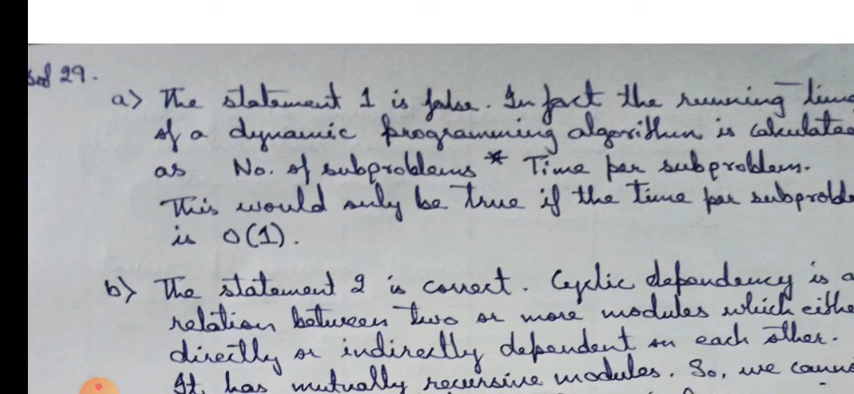 Sol 29.
a) The statement 1 is false. In fact the running time
of a dynamic programming algorithm is calculated
as No. of subproblems * Time per subproblem.
This would only be true if the time per subproble
is O(1).
b) The statement 2 is correct. Cyclic dependency is a
relation between two or more modules which eithe
directly or indirectly dependent on each other.
It has mutually recursive modules. So, we cann